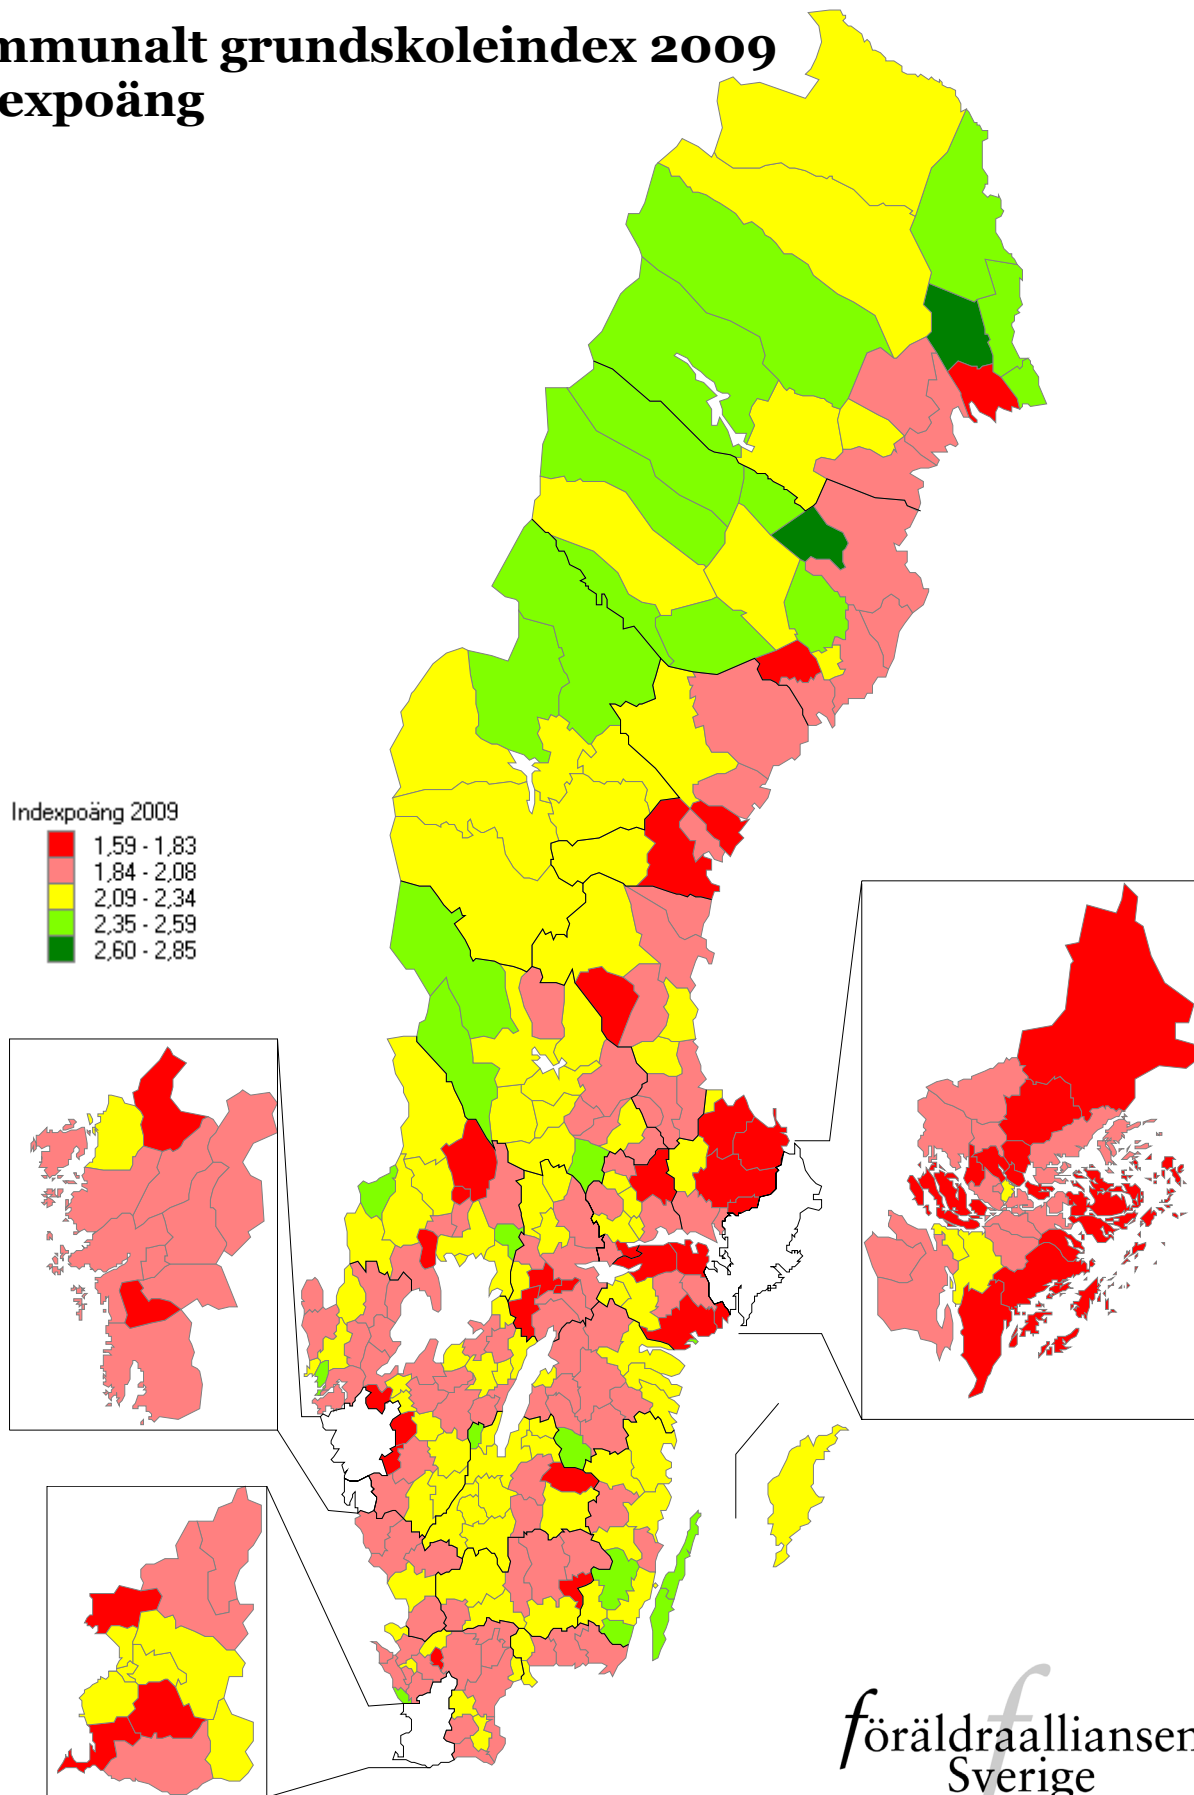 mmunalt grundskoleindex 2009
expoäng
Indexpoäng 2009
1,59 - 1,83
1,84 - 2,08
2,09 - 2,34
2,35 - 2,59
2,60 - 2,85
föräldraalliansen
Sverige